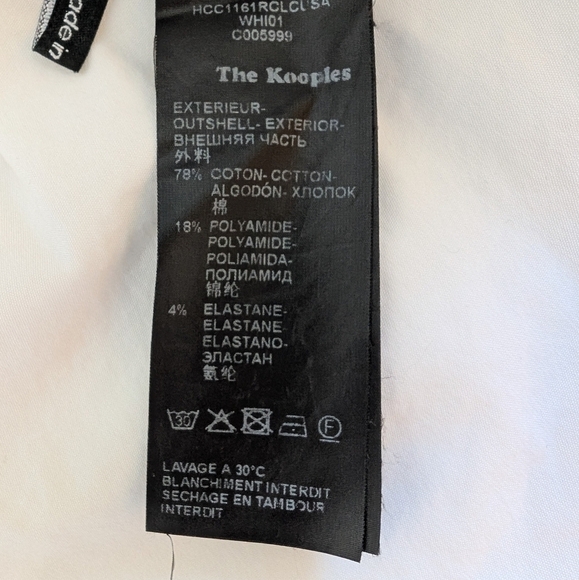 made in
HCC1161RCLCUSA
WHI01
C005999
The Kooples
EXTERIEUR-
OUTSHELL- EXTERIOR-
ВНЕШНЯЯ ЧАСТЬ
外料
78% COTON- COTTON-
ALGODÓN- ХЛОПОК
棉
18% POLYAMIDE-
POLYAMIDE-
POLIAMIDA-
ПОЛИАМИД
锦纶
4% ELASTANE-
ELASTANE
ELASTANO-
ЭЛАСТАН
氨纶
30 F
LAVAGE A 30°C
BLANCHIMENT INTERDIT
SECHAGE EN TAMBOUR
INTERDIT